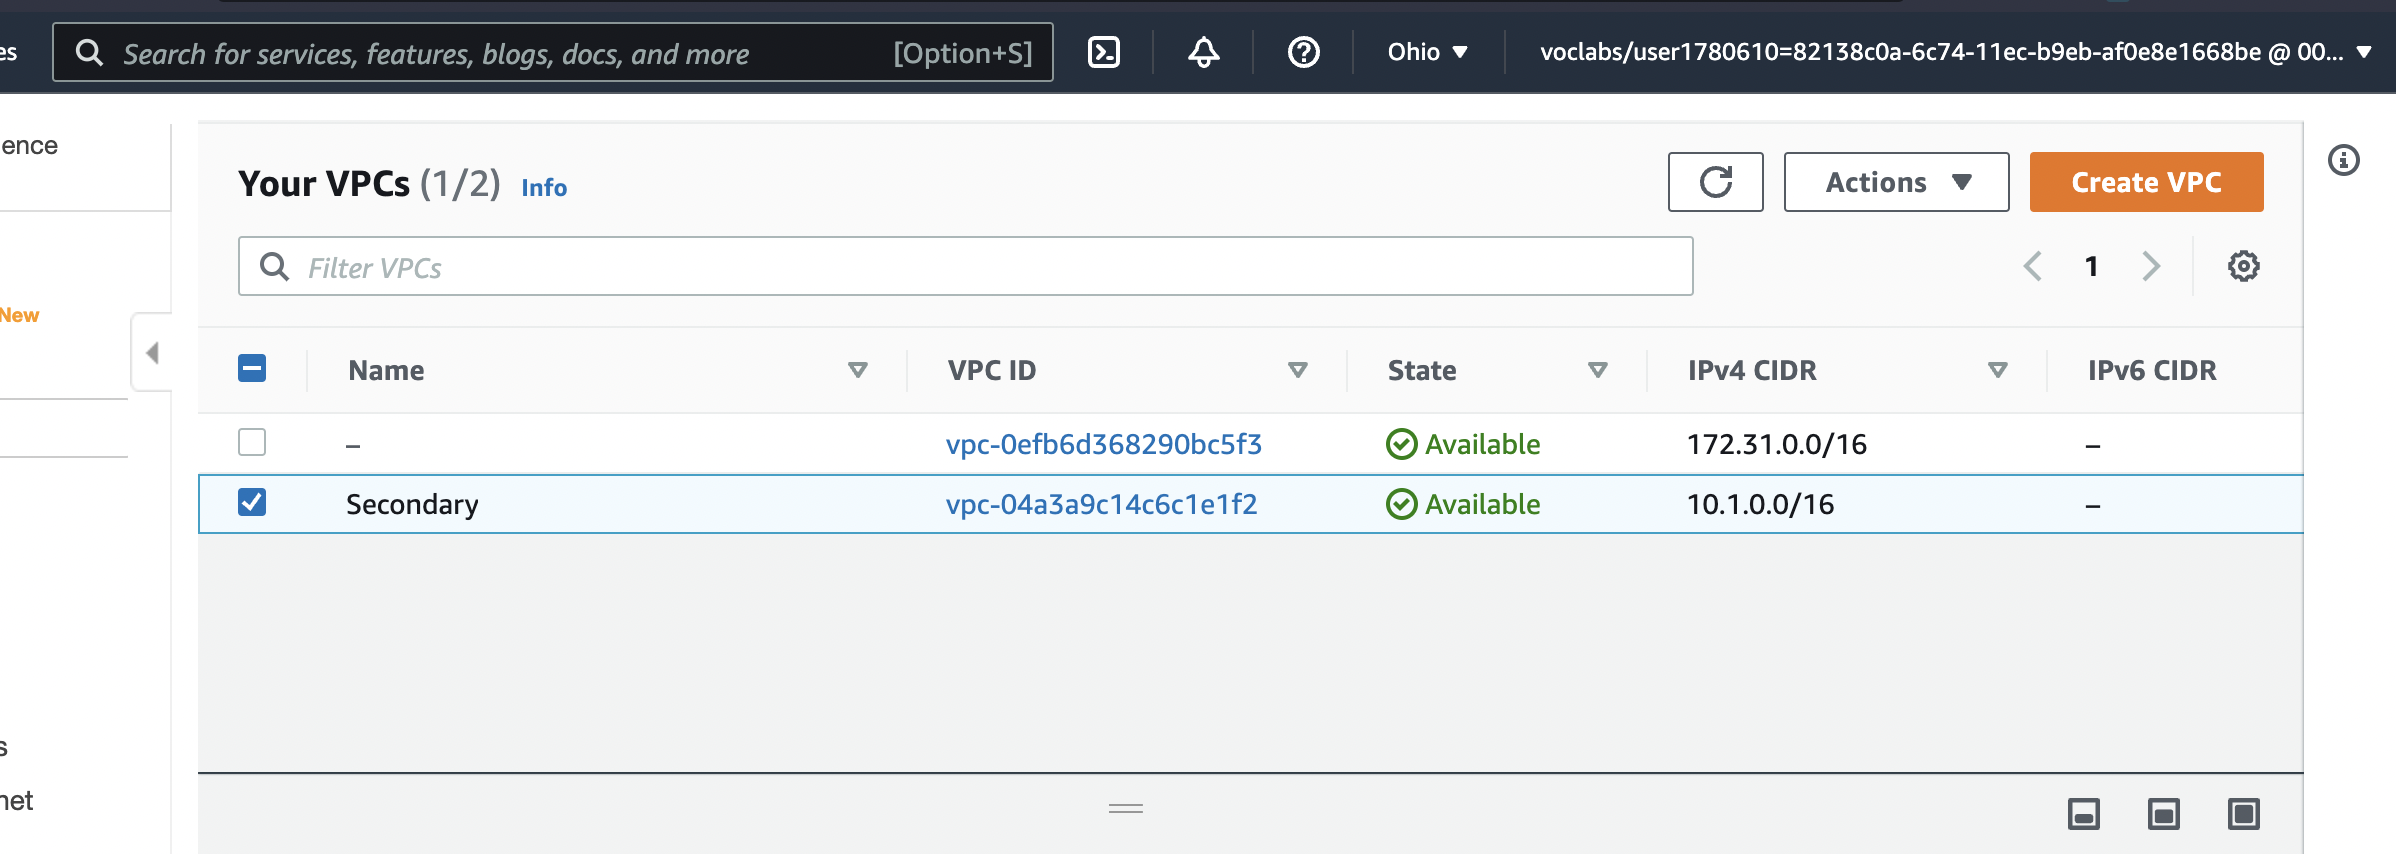 es Search for services, features, blogs, docs, and more [Option+S] Ohio voclabs/user1780610=82138c0a-6c74-11ec-b9eb-af0e8e1668be @ 00...
ence
New
s
net
Your VPCs (1/2) Info
Actions
Create VPC
Filter VPCs
1
Name VPC ID State IPv4 CIDR IPv6 CIDR
– vpc-0efb6d368290bc5f3 Available 172.31.0.0/16 –
Secondary vpc-04a3a9c14c6c1e1f2 Available 10.1.0.0/16 –